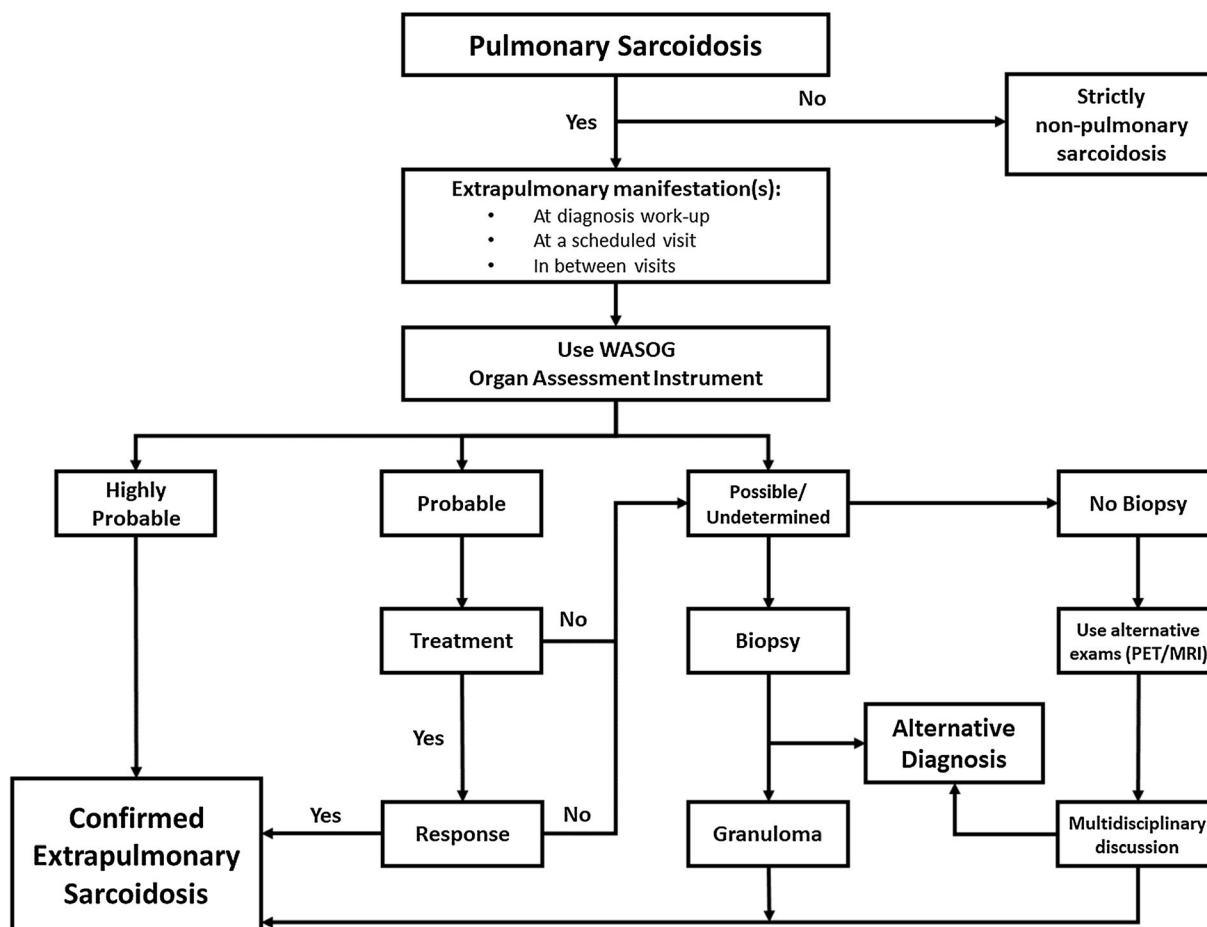 Pulmonary Sarcoidosis
No
Yes
Strictly
non-pulmonary
sarcoidosis
Extrapulmonary manifestation(s):
• At diagnosis work-up
• At a scheduled visit
• In between visits
Use WASOG
Organ Assessment Instrument
Highly
Probable
Probable
Possible/
Undetermined
No Biopsy
Treatment
No
Biopsy
Use alternative
exams (PET/MRI)
Yes
Alternative
Diagnosis
Confirmed
Extrapulmonary
Sarcoidosis
Yes
Response
No
Granuloma
Multidisciplinary
discussion